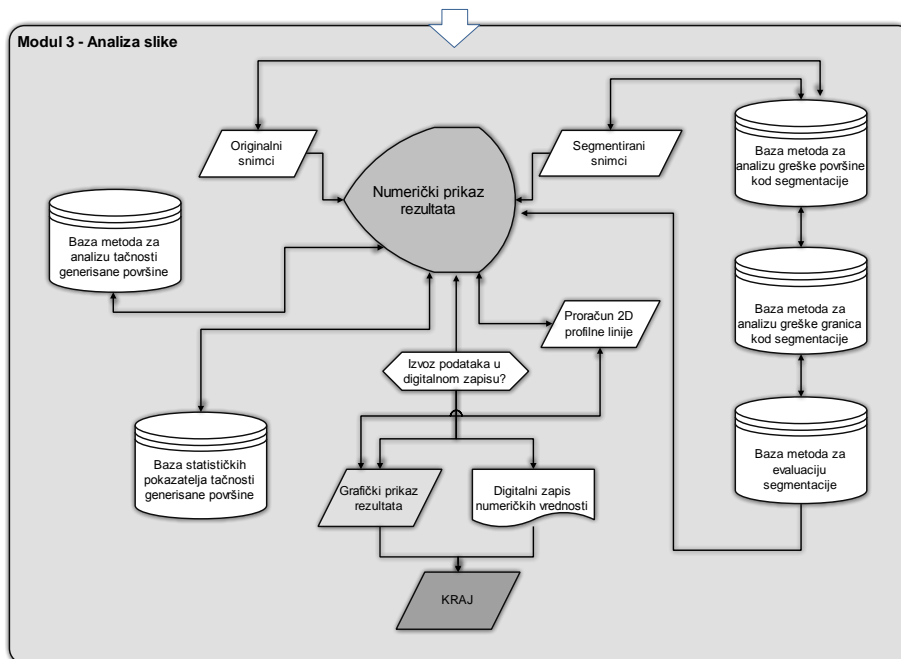 Modul 3 - Analiza slike
Originalni
snimci
Segmentirani
snimci
Numerički prikaz
rezultata
Baza metoda za
analizu greške površine
kod segmentacije
Baza metoda za
analizu tačnosti
generisane površine
Baza metoda za
analizu greške granica
kod segmentacije
Proračun 2D
profilne linije
Izvoz podataka u
digitalnom zapisu?
Baza statističkih
pokazatelja tačnosti
generisane površine
Baza metoda za
evaluaciju
segmentacije
Grafički prikaz
rezultata
Digitalni zapis
numeričkih vrednosti
KRAJ